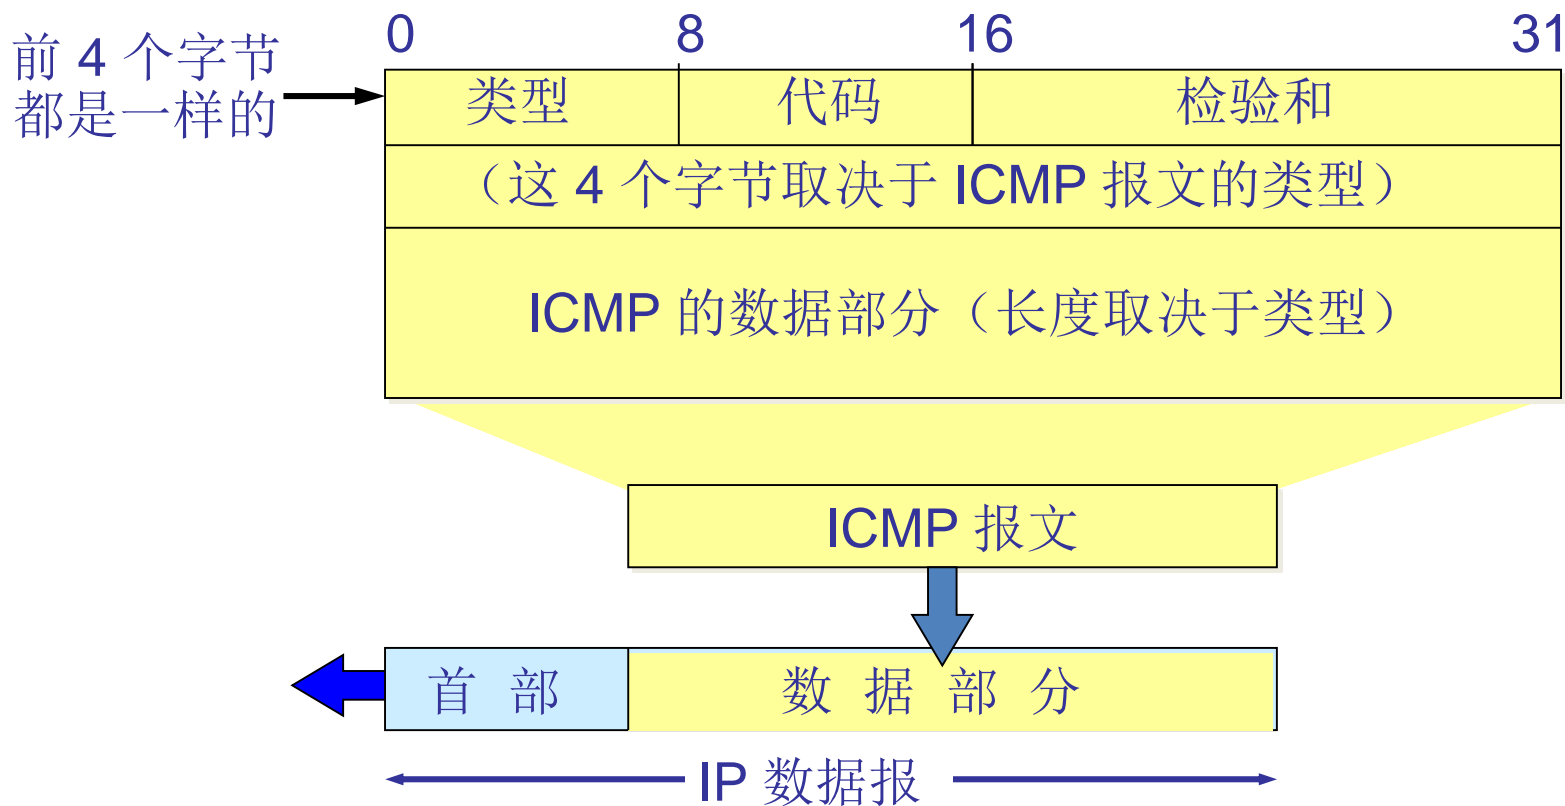 0 8 16 31
前 4 个字节
都是一样的
类型 代码 检验和
（这 4 个字节取决于 ICMP 报文的类型）
ICMP 的数据部分（长度取决于类型）
ICMP 报文
首 部 数 据 部 分
IP 数据报